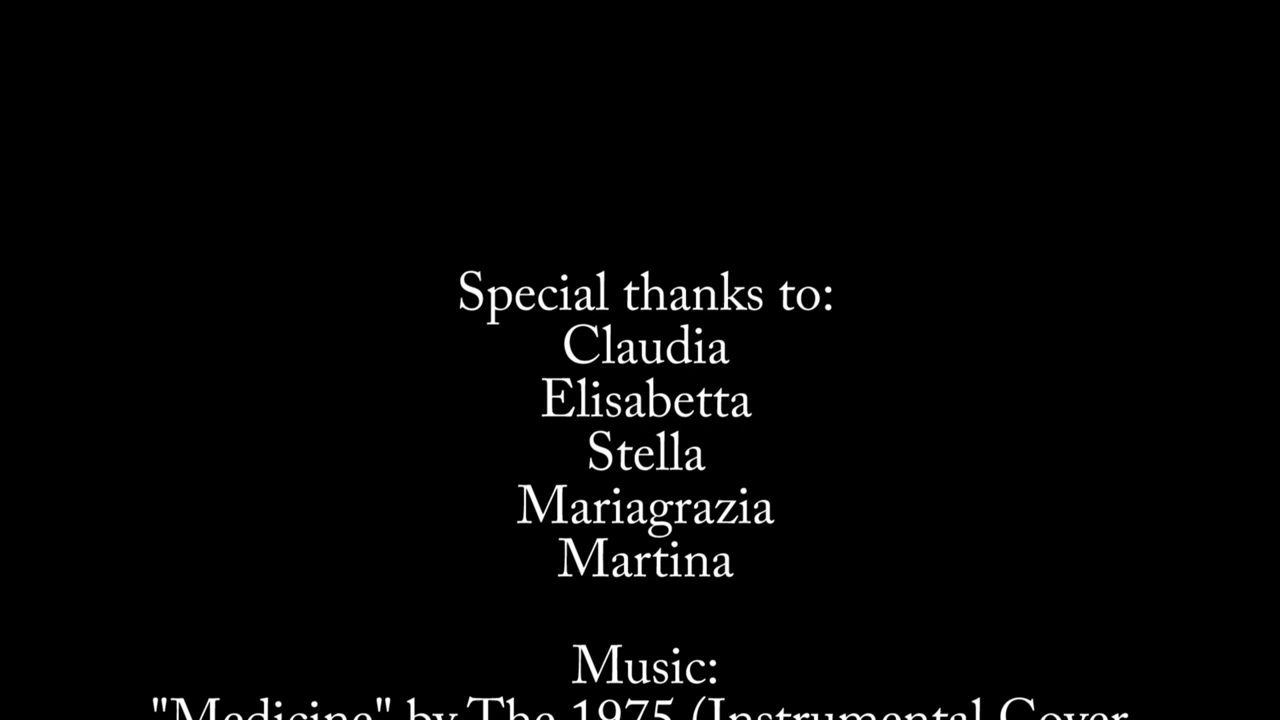 Special thanks to:
Claudia
Elisabetta
Stella
Mariagrazia
Martina
Music:
"Medicine" by The 1975 (Instrumental Cover